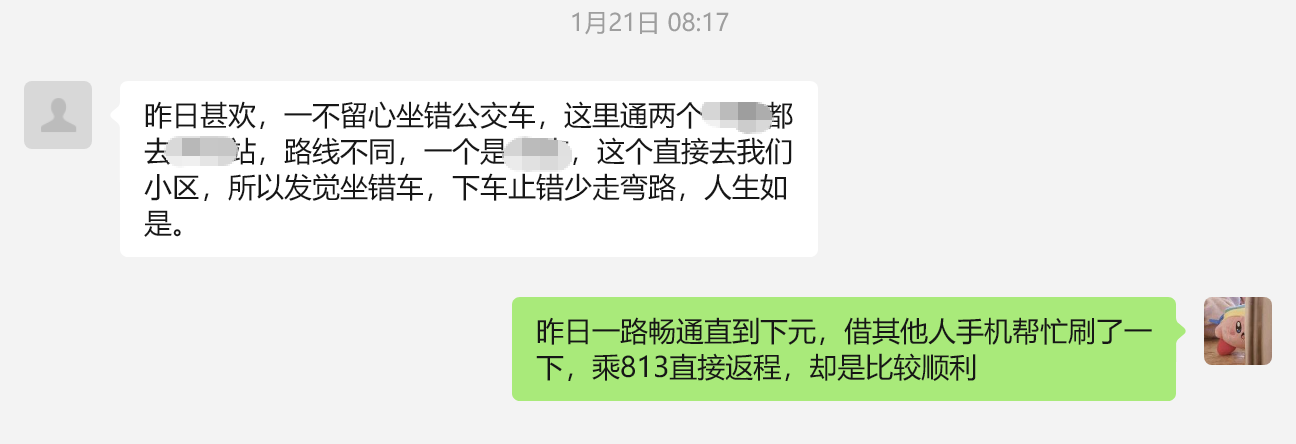 1月21日 08:17
昨日甚欢，一不留心坐错公交车，这里通两个都
去站，路线不同，一个是，这个直接去我们
小区，所以发觉坐错车，下车止错少走弯路，人生如
是。
昨日一路畅通直到下元，借其他人手机帮忙刷了一
下，乘813直接返程，却是比较顺利